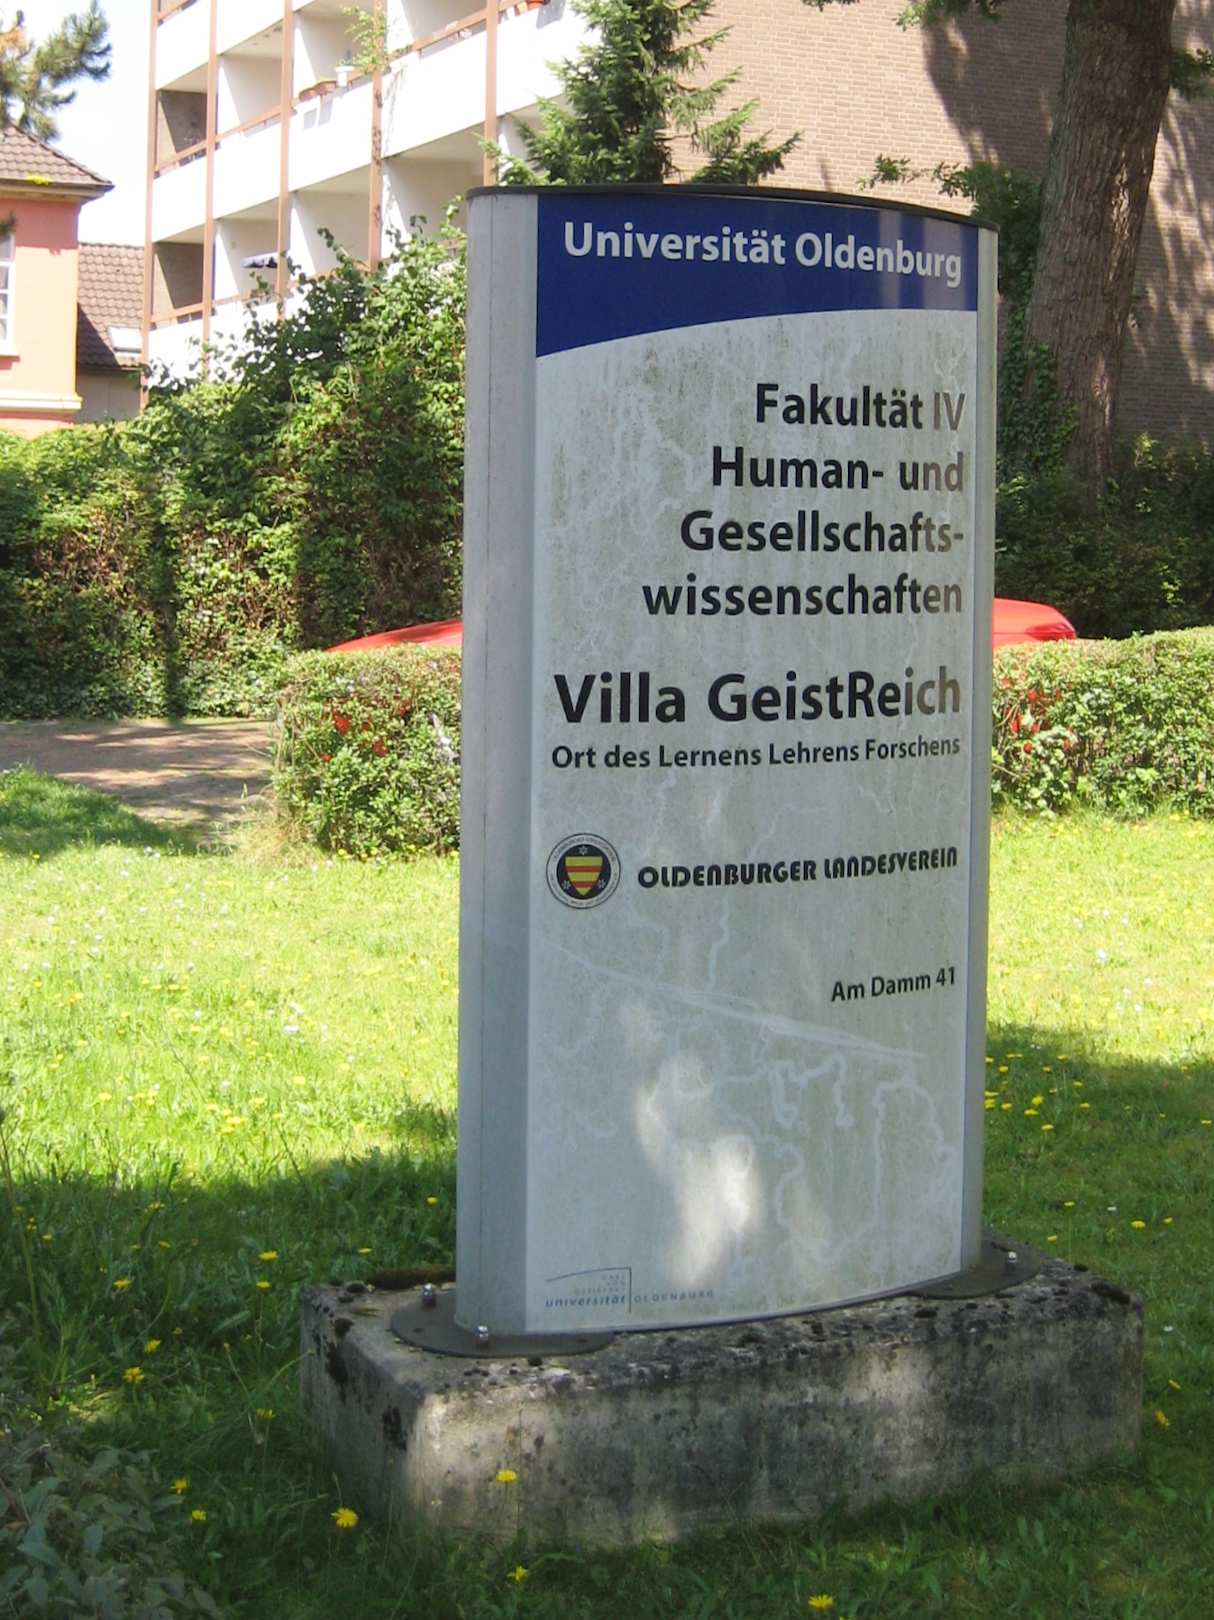 Universität Oldenburg
Fakultät IV
Human- und
Gesellschafts-
wissenschaften
Villa GeistReich
Ort des Lernens Lehrens Forschens
OLDENBURGER LANDESVEREIN
Am Damm 41
universität OLDENBURG